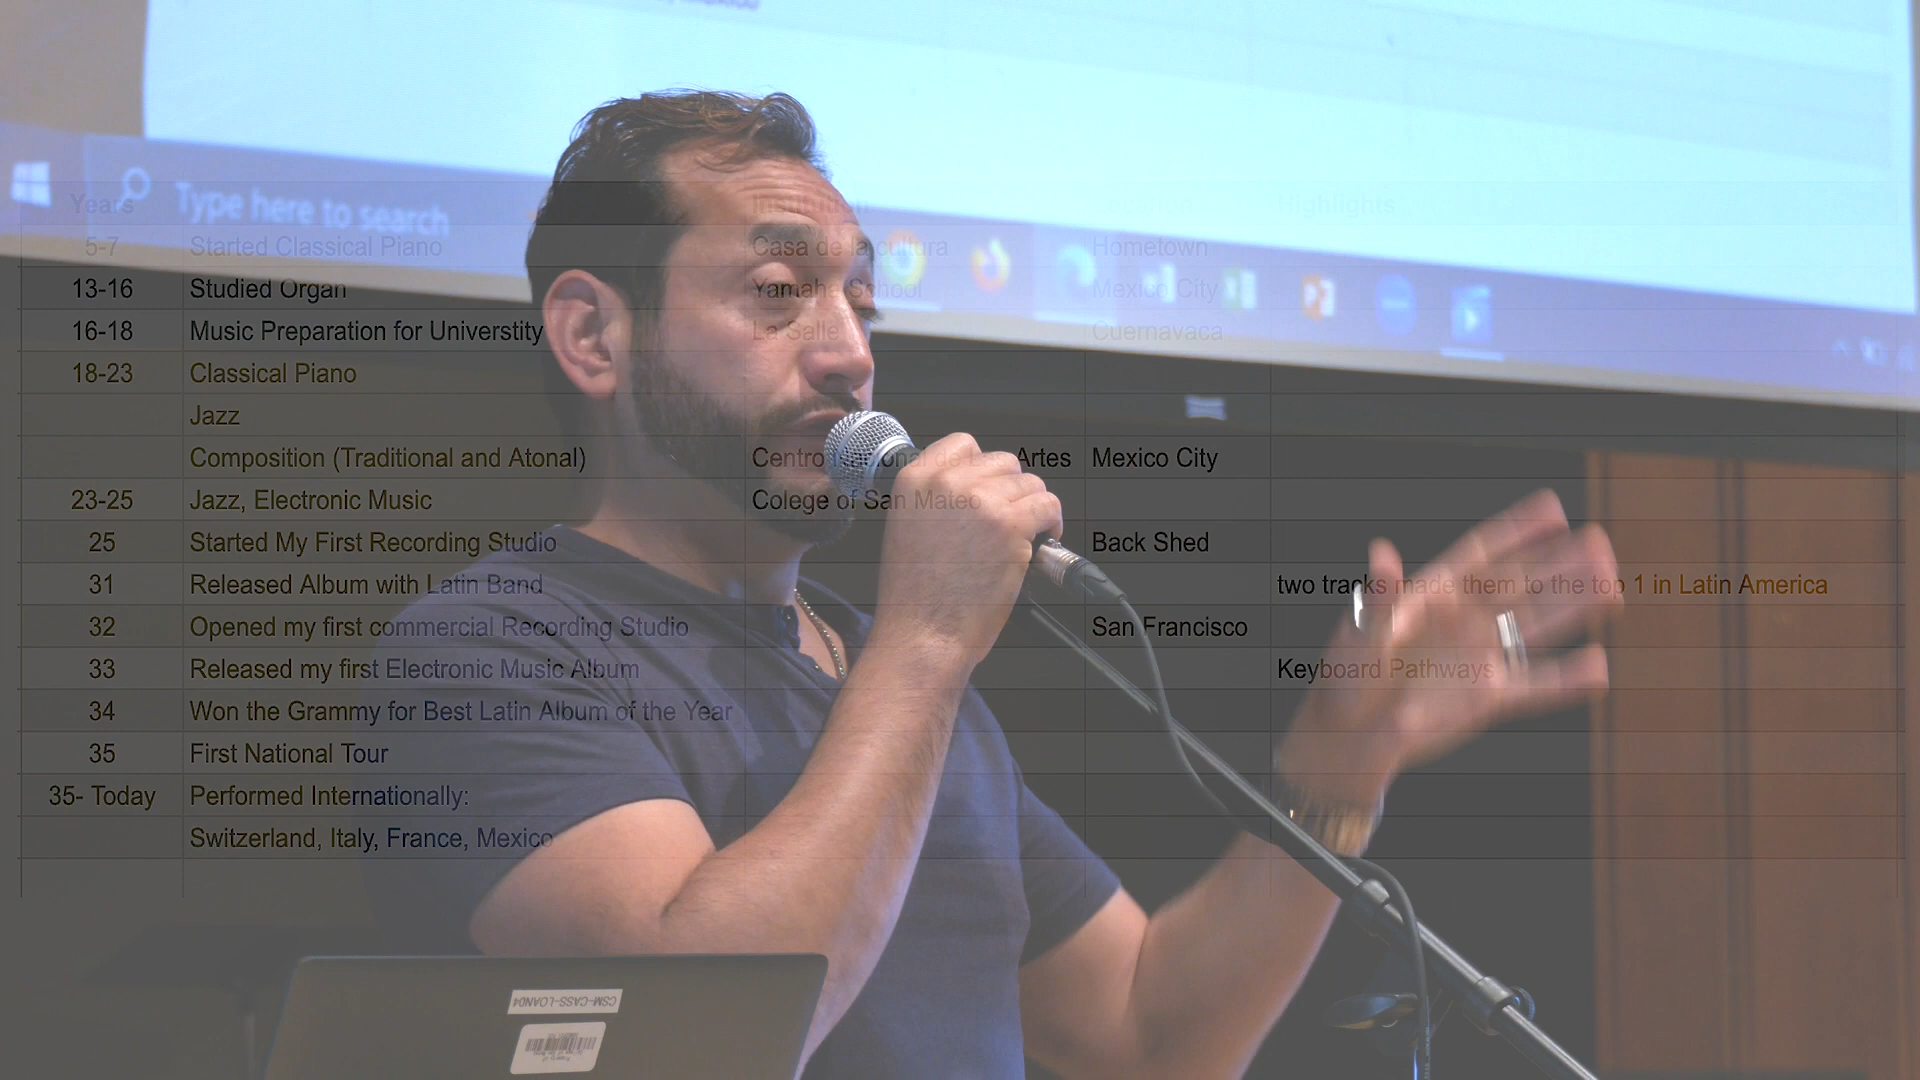 Type here to search
Years Institution Highlights
5-7 Started Classical Piano Casa de la cultura Hometown
13-16 Studied Organ Yamaha School Mexico City
16-18 Music Preparation for Universtity La Salle Cuernavaca
18-23 Classical Piano
Jazz
Composition (Traditional and Atonal) Centro Nacional de Las Artes Mexico City
23-25 Jazz, Electronic Music Colege of San Mateo
25 Started My First Recording Studio Back Shed
31 Released Album with Latin Band two tracks made them to the top 1 in Latin America
32 Opened my first commercial Recording Studio San Francisco
33 Released my first Electronic Music Album Keyboard Pathways
34 Won the Grammy for Best Latin Album of the Year
35 First National Tour
35- Today Performed Internationally:
Switzerland, Italy, France, Mexico
CSM-CASS-LOAN04